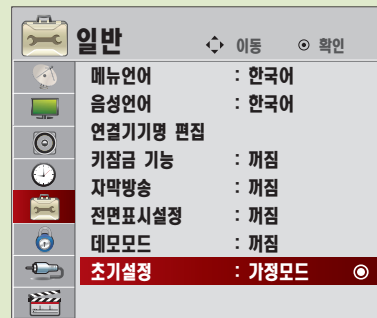 일반 이동 확인
메뉴언어 : 한국어
음성언어 : 한국어
연결기기명 편집
키잠금 기능 : 꺼짐
자막방송 : 꺼짐
전면표시설정 : 꺼짐
데모모드 : 꺼짐
초기설정 : 가정모드